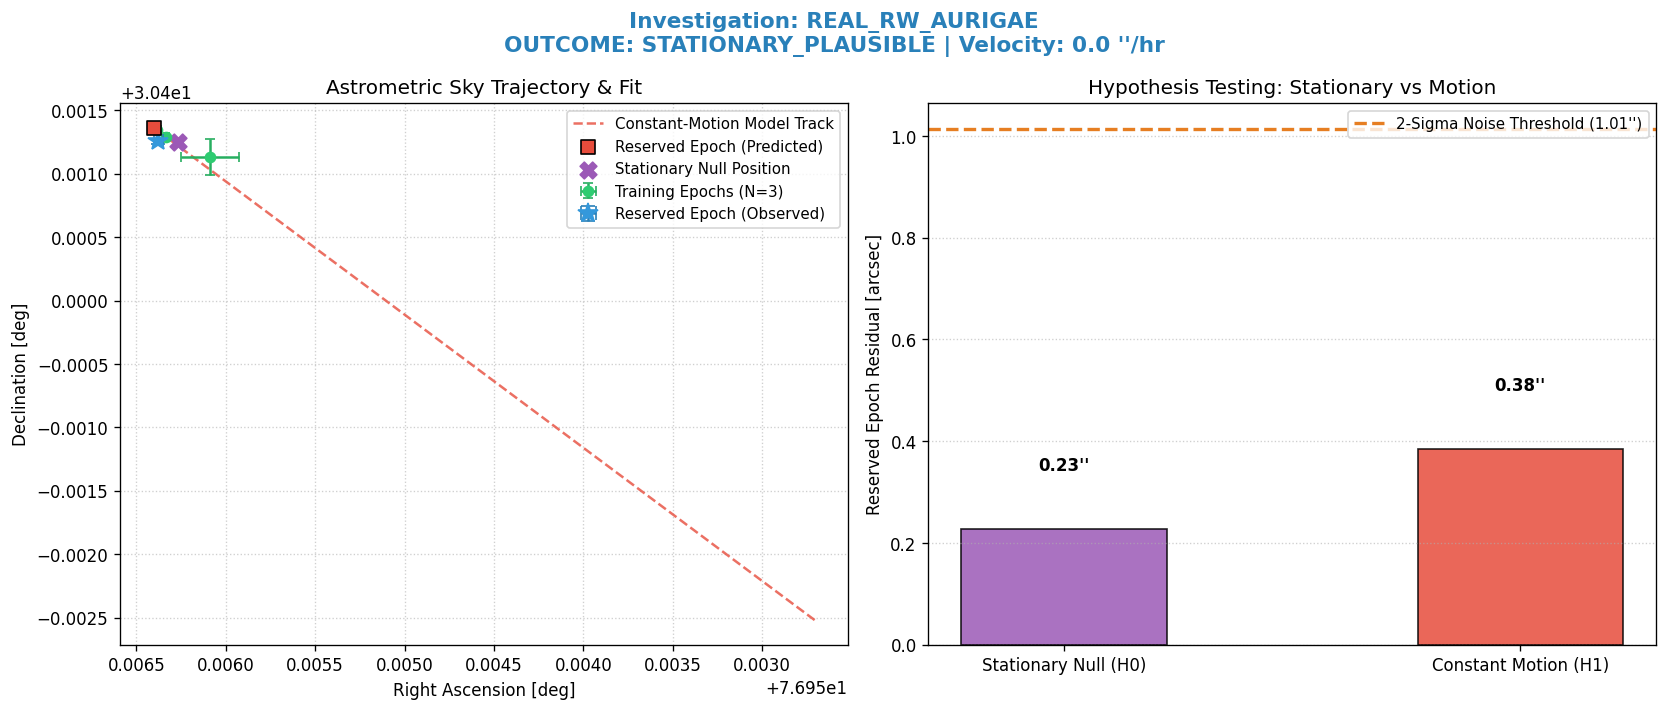 Investigation: REAL_RW_AURIGAE
OUTCOME: STATIONARY_PLAUSIBLE | Velocity: 0.0 ''/hr
Astrometric Sky Trajectory & Fit
+3.04e1
0.0015
0.0010
0.0005
0.0000
−0.0005
−0.0010
−0.0015
−0.0020
−0.0025
Declination [deg]
Constant-Motion Model Track
Reserved Epoch (Predicted)
Stationary Null Position
Training Epochs (N=3)
Reserved Epoch (Observed)
0.0065 0.0060 0.0055 0.0050 0.0045 0.0040 0.0035 0.0030
+7.695e1
Right Ascension [deg]
Hypothesis Testing: Stationary vs Motion
2-Sigma Noise Threshold (1.01'')
1.0
0.8
0.6
0.4
0.2
0.0
Reserved Epoch Residual [arcsec]
0.23''
0.38''
Stationary Null (H0)
Constant Motion (H1)